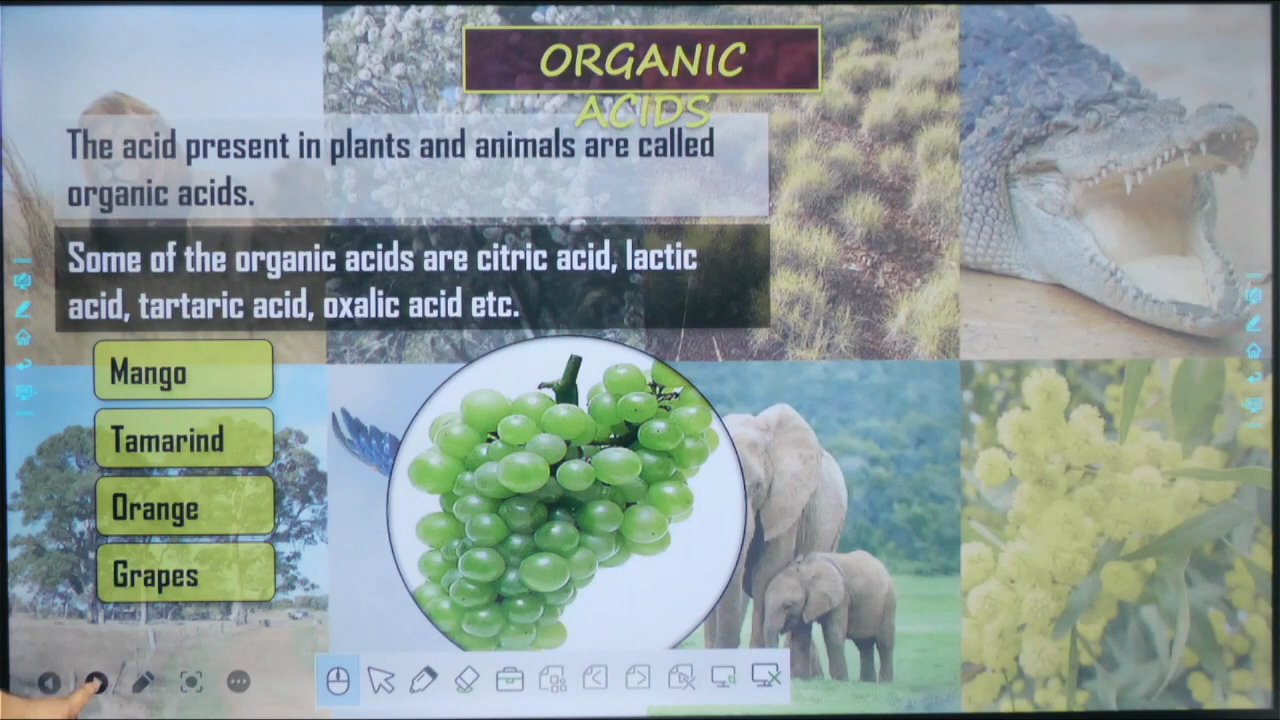 ORGANIC
ACIDS
The acid present in plants and animals are called
organic acids.
Some of the organic acids are citric acid, lactic
acid, tartaric acid, oxalic acid etc.
Mango
Tamarind
Orange
Grapes